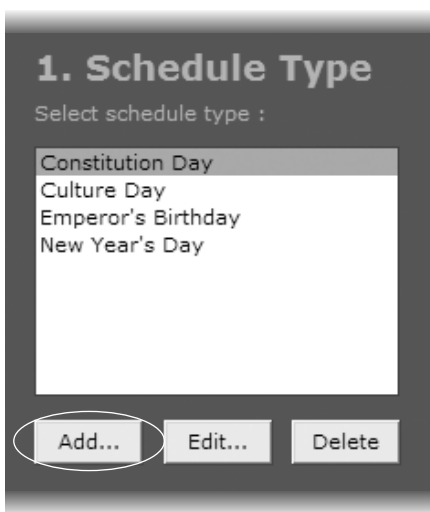 1. Schedule Type
Select schedule type :
Constitution Day
Culture Day
Emperor's Birthday
New Year's Day
Add... Edit... Delete